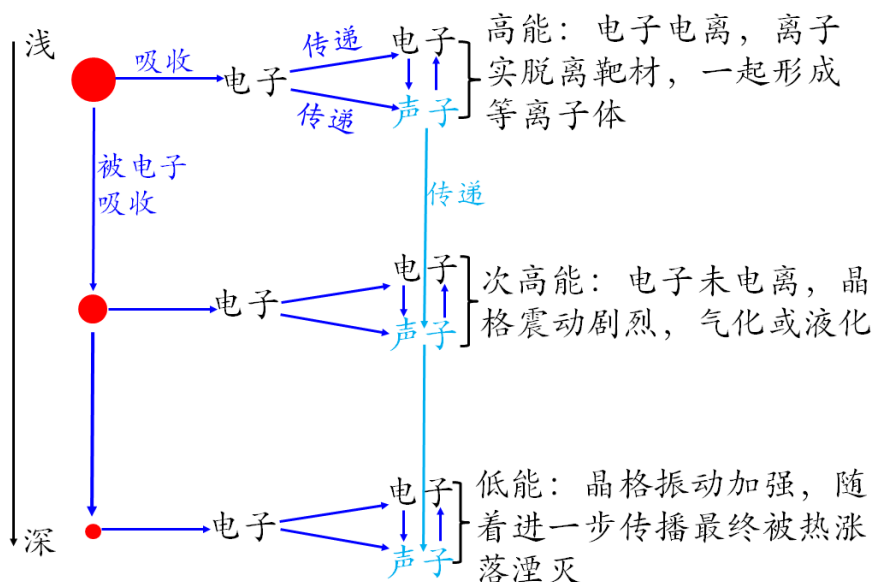 浅
吸收
电子
传递
传递
电子
声子
高能：电子电离，离子
实脱离靶材，一起形成
等离子体
被电子
吸收
传递
电子
电子
声子
次高能：电子未电离，晶
格震动剧烈，气化或液化
深
电子
电子
声子
低能：晶格振动加强，随
着进一步传播最终被热涨
落湮灭